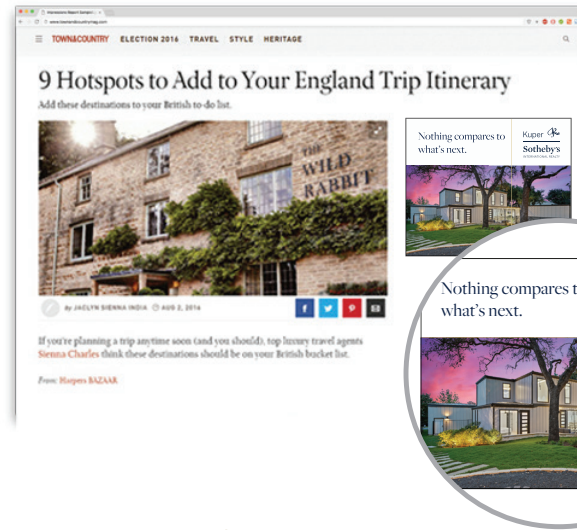 www.townandcountrymag.com
TOWN&COUNTRY ELECTION 2016 TRAVEL STYLE HERITAGE
9 Hotspots to Add to Your England Trip Itinerary
Add these destinations to your British to-do list.
THE
WILD
RABBIT
Nothing compares to
what's next.
Kuper
Sotheby's
INTERNATIONAL REALTY
By JACLYN SIENNA INDIA AUG 2, 2016
If you're planning a trip anytime soon (and you should), top luxury travel agents
Sienna Charles think these destinations should be on your British bucket list.
From: Harpers BAZAAR
Nothing compares t
what's next.